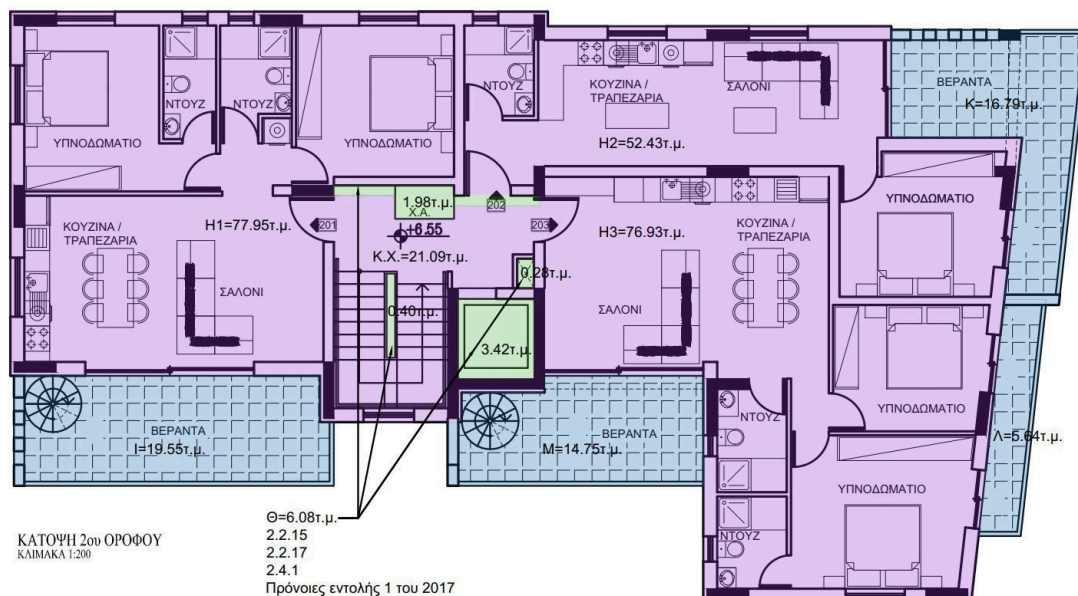 ΝΤΟΥΖ
ΝΤΟΥΖ
ΥΠΝΟΔΩΜΑΤΙΟ
ΥΠΝΟΔΩΜΑΤΙΟ
ΝΤΟΥΖ
ΚΟΥΖΙΝΑ /
ΤΡΑΠΕΖΑΡΙΑ
ΣΑΛΟΝΙ
Η2=52.43τ.μ.
ΒΕΡΑΝΤΑ
Κ=16.79τ.μ.
ΚΟΥΖΙΝΑ /
ΤΡΑΠΕΖΑΡΙΑ
Η1=77.95τ.μ.
ΣΑΛΟΝΙ
1.98τ.μ.
Χ.Α.
201
202
203
+6.55
Κ.Χ.=21.09τ.μ.
0.28τ.μ.
0.40τ.μ.
3.42τ.μ.
Η3=76.93τ.μ.
ΚΟΥΖΙΝΑ /
ΤΡΑΠΕΖΑΡΙΑ
ΣΑΛΟΝΙ
ΥΠΝΟΔΩΜΑΤΙΟ
ΥΠΝΟΔΩΜΑΤΙΟ
Λ=5.64τ.μ.
ΒΕΡΑΝΤΑ
Ι=19.55τ.μ.
ΒΕΡΑΝΤΑ
Μ=14.75τ.μ.
ΝΤΟΥΖ
ΥΠΝΟΔΩΜΑΤΙΟ
ΝΤΟΥΖ
ΚΑΤΟΨΗ 2ου ΟΡΟΦΟΥ
ΚΛΙΜΑΚΑ 1:200
Θ=6.08τ.μ.
2.2.15
2.2.17
2.4.1
Πρόνοιες εντολής 1 του 2017